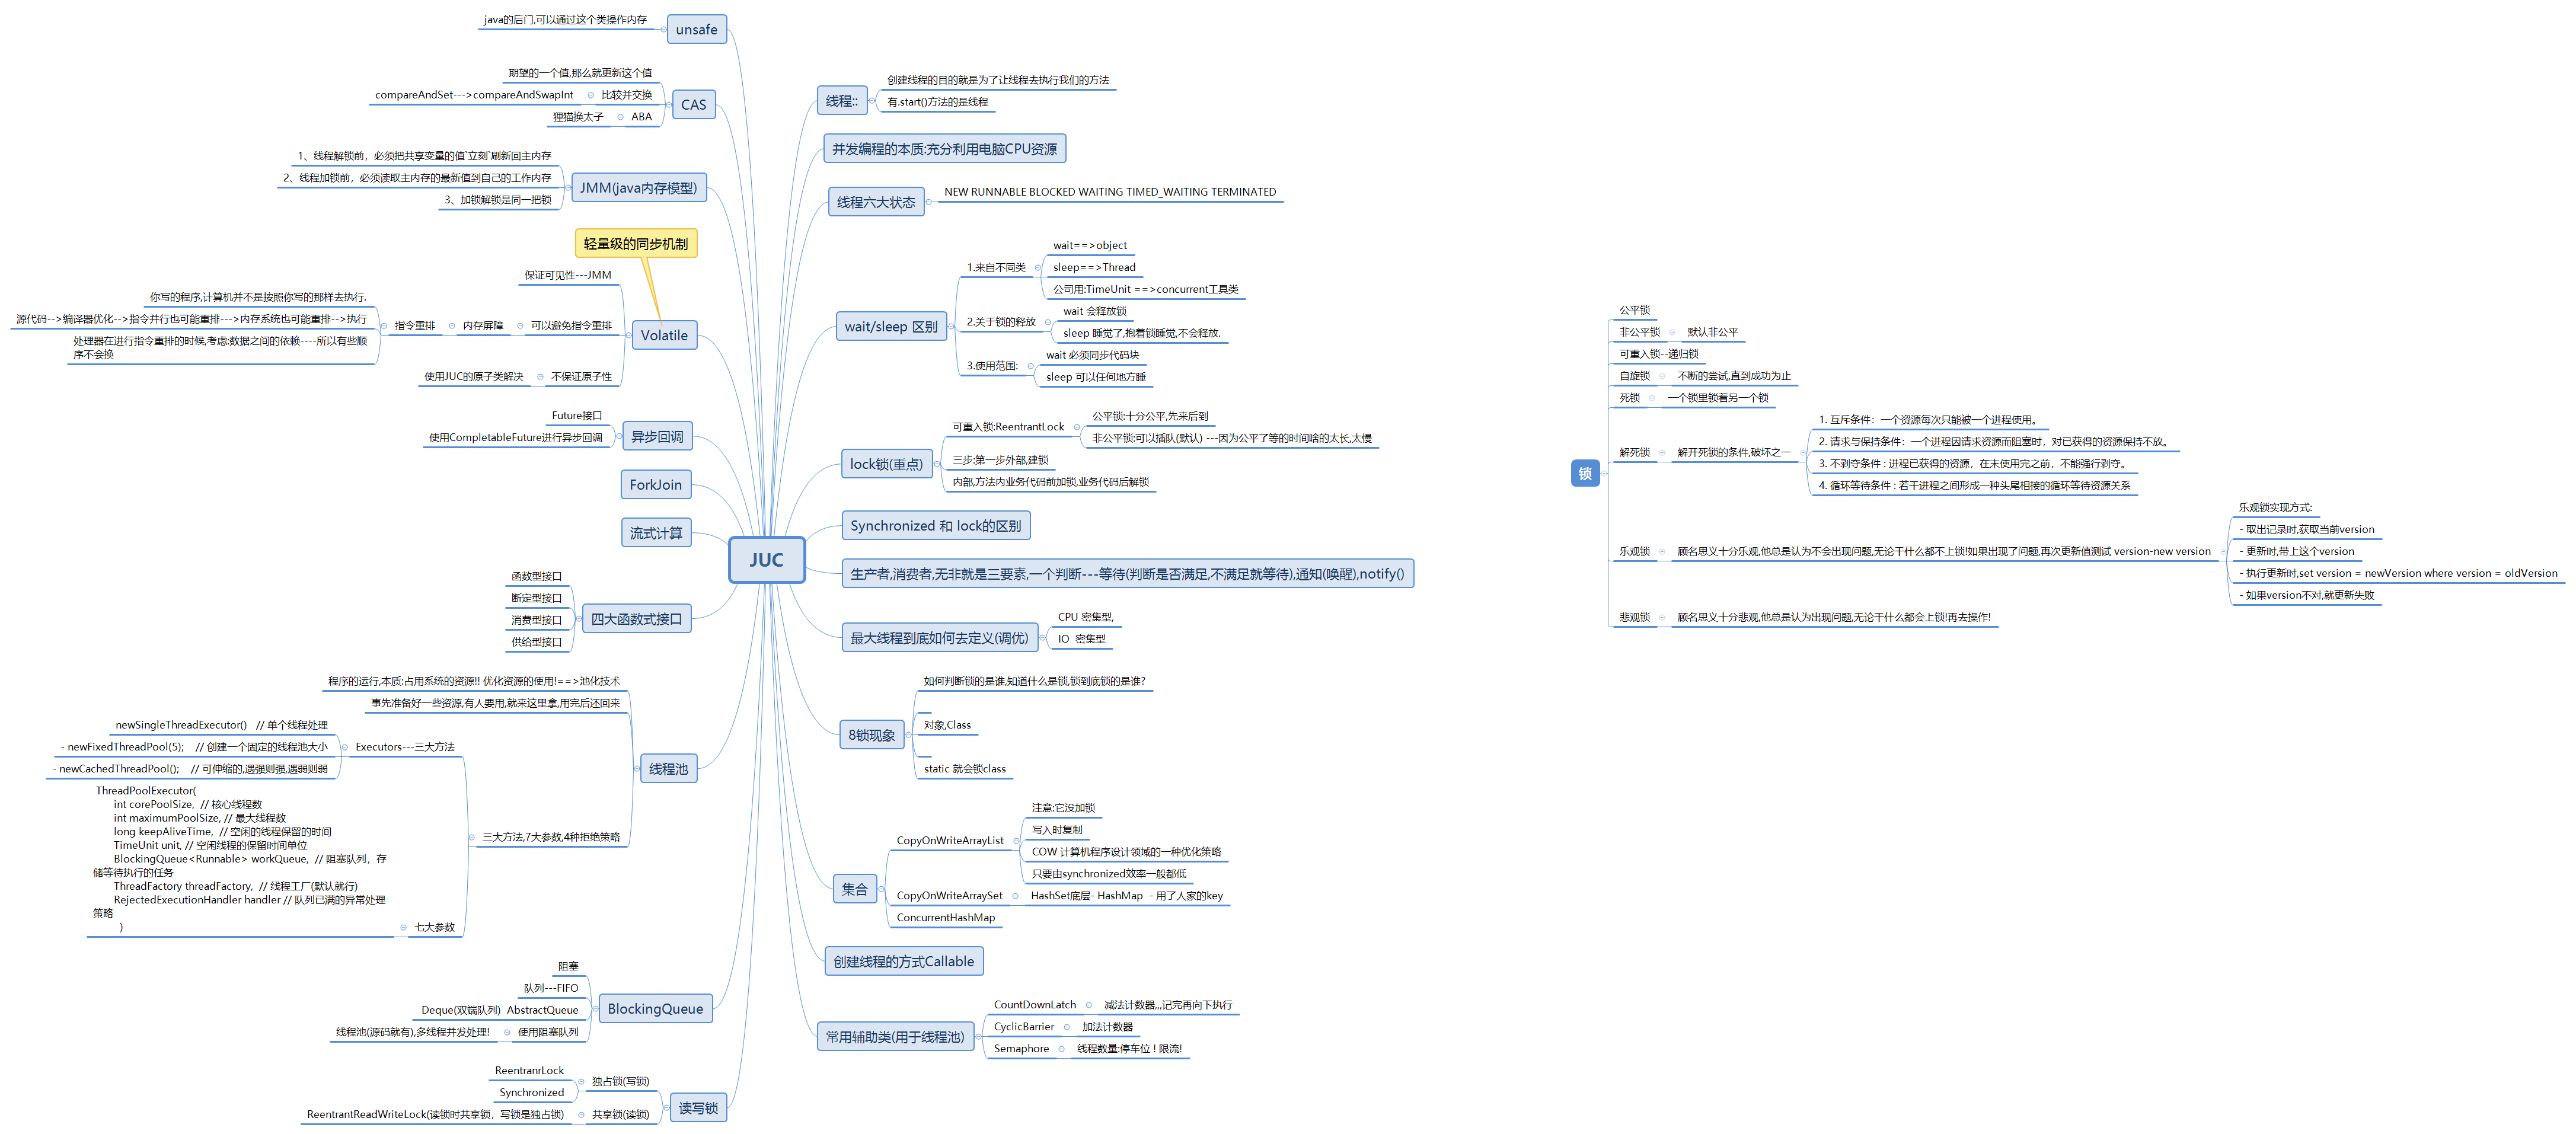 JUC
unsafe
java的后门,可以通过这个类操作内存
CAS
期望的一个值,那么就更新这个值
比较并交换
compareAndSet--->compareAndSwapInt
ABA
狸猫换太子
JMM(java内存模型)
1、线程解锁前，必须把共享变量的值`立刻`刷新回主内存
2、线程加锁前，必须读取主内存的最新值到自己的工作内存
3、加锁解锁是同一把锁
轻量级的同步机制
Volatile
保证可见性---JMM
可以避免指令重排
内存屏障
指令重排
你写的程序,计算机并不是按照你写的那样去执行.
源代码-->编译器优化-->指令并行也可能重排--->内存系统也可能重排-->执行
处理器在进行指令重排的时候,考虑:数据之间的依赖----所以有些顺
序不会换
不保证原子性
使用JUC的原子类解决
异步回调
Future接口
使用CompletableFuture进行异步回调
ForkJoin
流式计算
四大函数式接口
函数型接口
断定型接口
消费型接口
供给型接口
线程池
程序的运行,本质:占用系统的资源!! 优化资源的使用!==>池化技术
事先准备好一些资源,有人要用,就来这里拿,用完后还回来
三大方法,7大参数,4种拒绝策略
Executors---三大方法
newSingleThreadExecutor() // 单个线程处理
- newFixedThreadPool(5); // 创建一个固定的线程池大小
- newCachedThreadPool(); // 可伸缩的,遇强则强,遇弱则弱
七大参数
ThreadPoolExecutor(
int corePoolSize, // 核心线程数
int maximumPoolSize, // 最大线程数
long keepAliveTime, // 空闲的线程保留的时间
TimeUnit unit, // 空闲线程的保留时间单位
BlockingQueue<Runnable> workQueue, // 阻塞队列，存
储等待执行的任务
ThreadFactory threadFactory, // 线程工厂(默认就行)
RejectedExecutionHandler handler // 队列已满的异常处理
策略
)
BlockingQueue
阻塞
队列---FIFO
Deque(双端队列) AbstractQueue
使用阻塞队列
线程池(源码就有),多线程并发处理!
读写锁
独占锁(写锁)
ReentranrLock
Synchronized
共享锁(读锁)
ReentrantReadWriteLock(读锁时共享锁，写锁是独占锁)
线程::
创建线程的目的就是为了让线程去执行我们的方法
有.start()方法的是线程
并发编程的本质:充分利用电脑CPU资源
线程六大状态
NEW RUNNABLE BLOCKED WAITING TIMED_WAITING TERMINATED
wait/sleep 区别
1.来自不同类
wait==>object
sleep==>Thread
公司用:TimeUnit ==>concurrent工具类
2.关于锁的释放
wait 会释放锁
sleep 睡觉了,抱着锁睡觉,不会释放.
3.使用范围:
wait 必须同步代码块
sleep 可以任何地方睡
lock锁(重点)
可重入锁:ReentrantLock
公平锁:十分公平,先来后到
非公平锁:可以插队(默认) ---因为公平了等的时间啥的太长,太慢
三步:第一步外部,建锁
内部,方法内业务代码前加锁,业务代码后解锁
Synchronized 和 lock的区别
生产者,消费者,无非就是三要素,一个判断---等待(判断是否满足,不满足就等待),通知(唤醒),notify()
最大线程到底如何去定义(调优)
CPU 密集型,
IO 密集型
8锁现象
如何判断锁的是谁,知道什么是锁,锁到底锁的是谁?
对象,Class
static 就会锁class
集合
CopyOnWriteArrayList
注意:它没加锁
写入时复制
COW 计算机程序设计领域的一种优化策略
只要由synchronized效率一般都低
CopyOnWriteArraySet
HashSet底层- HashMap - 用了人家的key
ConcurrentHashMap
创建线程的方式Callable
常用辅助类(用于线程池)
CountDownLatch
减法计数器,,,记完再向下执行
CyclicBarrier
加法计数器
Semaphore
线程数量:停车位 ! 限流!
锁
公平锁
非公平锁
默认非公平
可重入锁--递归锁
自旋锁
不断的尝试,直到成功为止
死锁
一个锁里锁着另一个锁
解死锁
解开死锁的条件,破坏之一
1. 互斥条件：一个资源每次只能被一个进程使用。
2. 请求与保持条件：一个进程因请求资源而阻塞时，对已获得的资源保持不放。
3. 不剥夺条件 : 进程已获得的资源，在末使用完之前，不能强行剥夺。
4. 循环等待条件 : 若干进程之间形成一种头尾相接的循环等待资源关系
乐观锁
顾名思义十分乐观,他总是认为不会出现问题,无论干什么都不上锁!如果出现了问题,再次更新值测试 version-new version
乐观锁实现方式:
- 取出记录时,获取当前version
- 更新时,带上这个version
- 执行更新时,set version = newVersion where version = oldVersion
- 如果version不对,就更新失败
悲观锁
顾名思义十分悲观,他总是认为出现问题,无论干什么都会上锁!再去操作!